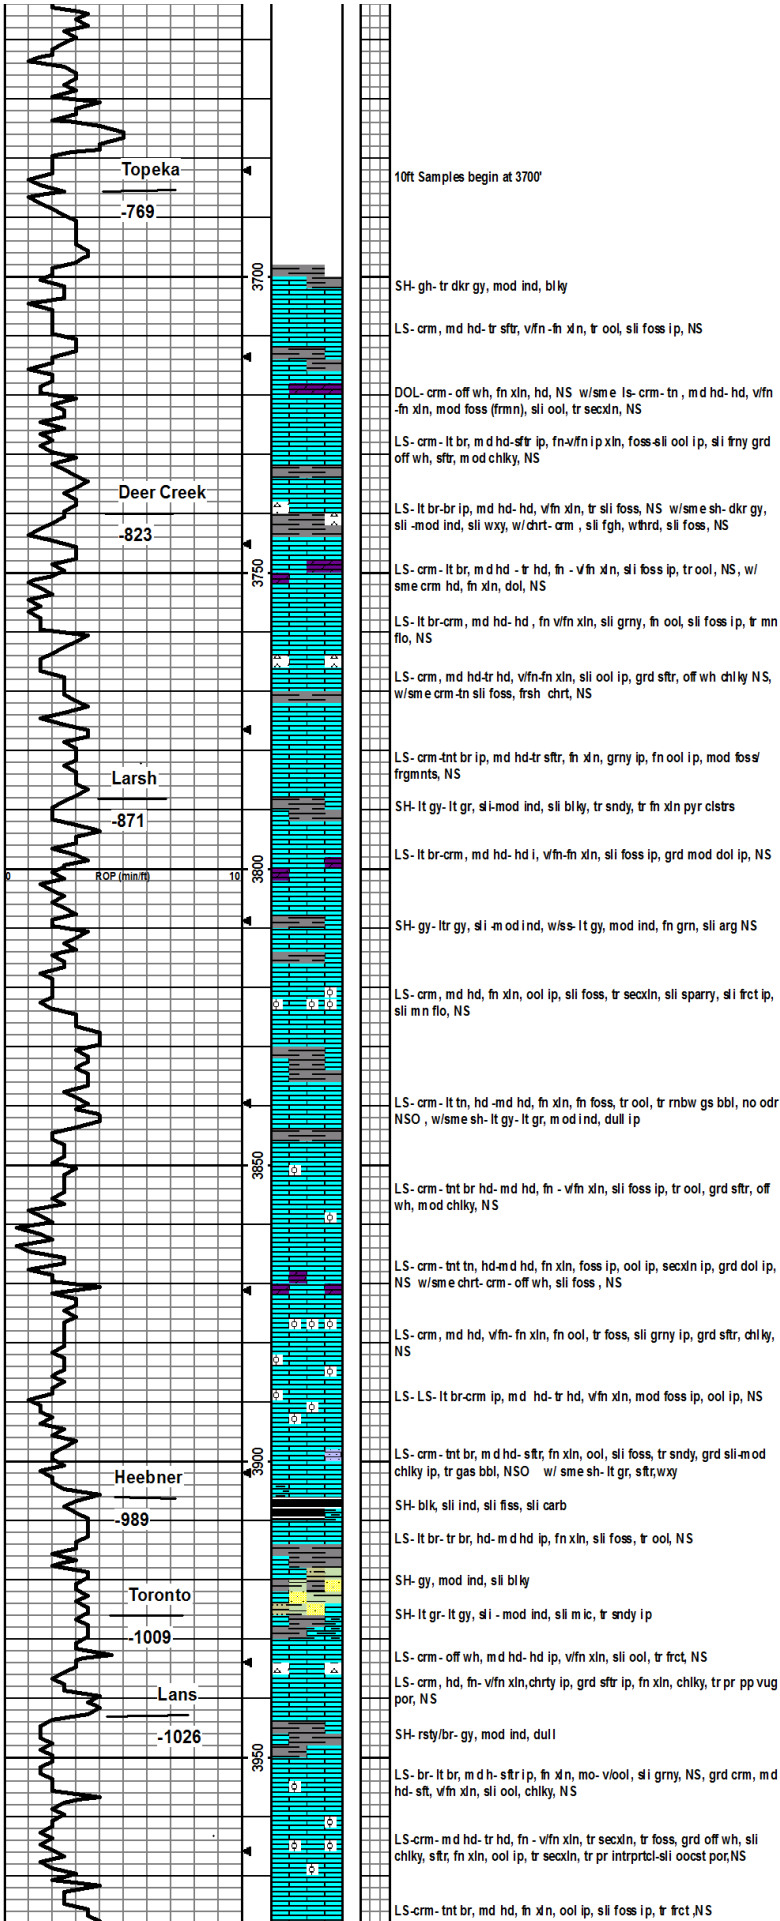 Topeka
-769
10ft Samples begin at 3700'
3700
SH- gh- tr dkr gy, mod ind, blky
LS- crm, md hd- tr sftr, v/fn -fn xln, tr ool, sli foss ip, NS
DOL- crm- off wh, fn xln, hd, NS w/sme ls- crm- tn , md hd- hd, v/fn
-fn xln, mod foss (frmn), sli ool, tr secxln, NS
LS- crm- lt br, md hd-sftr ip, fn-v/fn ip xln, foss-sli ool ip, sli frny grd
off wh, sftr, mod chlky, NS
Deer Creek
-823
LS- lt br-br ip, md hd- hd, v/fn xln, tr sli foss, NS w/sme sh- dkr gy,
sli -mod ind, sli wxy, w/chrt- crm , sli fgh, wthrd, sli foss, NS
3750
LS- crm- lt br, md hd - tr hd, fn - v/fn xln, sli foss ip, tr ool, NS, w/
sme crm hd, fn xln, dol, NS
LS- lt br-crm, md hd- hd , fn v/fn xln, sli grny, fn ool, sli foss ip, tr mn
flo, NS
LS- crm, md hd-tr hd, v/fn-fn xln, sli ool ip, grd sftr, off wh chlky NS,
w/sme crm-tn sli foss, frsh chrt, NS
LS- crm-tnt br ip, md hd-tr sftr, fn xln, grny ip, fn ool ip, mod foss/
frgmnts, NS
Larsh
-871
SH- lt gy- lt gr, sli-mod ind, sli blky, tr sndy, tr fn xln pyr clstrs
LS- lt br-crm, md hd- hd i, v/fn-fn xln, sli foss ip, grd mod dol ip, NS
0 ROP (min/ft) 10
3800
SH- gy- ltr gy, sli -mod ind, w/ss- lt gy, mod ind, fn grn, sli arg NS
LS- crm, md hd, fn xln, ool ip, sli foss, tr secxln, sli sparry, sli frct ip,
sli mn flo, NS
LS- crm- lt tn, hd -md hd, fn xln, fn foss, tr ool, tr rnbw gs bbl, no odr
NSO , w/sme sh- lt gy- lt gr, mod ind, dull ip
3850
LS- crm- tnt br hd- md hd, fn - v/fn xln, sli foss ip, tr ool, grd sftr, off
wh, mod chlky, NS
LS- crm- tnt tn, hd-md hd, fn xln, foss ip, ool ip, secxln ip, grd dol ip,
NS w/sme chrt- crm- off wh, sli foss , NS
LS- crm, md hd, v/fn- fn xln, fn ool, tr foss, sli grny ip, grd sftr, chlky,
NS
LS- LS- lt br-crm ip, md hd- tr hd, v/fn xln, mod foss ip, ool ip, NS
3900
LS- crm- tnt br, md hd- sftr, fn xln, ool, sli foss, tr sndy, grd sli-mod
chlky ip, tr gas bbl, NSO w/ sme sh- lt gr, sftr,wxy
Heebner
-989
SH- blk, sli ind, sli fiss, sli carb
LS- lt br- tr br, hd- md hd ip, fn xln, sli foss, tr ool, NS
SH- gy, mod ind, sli blky
Toronto
-1009
SH- lt gr- lt gy, sli - mod ind, sli mic, tr sndy ip
LS- crm- off wh, md hd- hd ip, v/fn xln, sli ool, tr frct, NS
LS- crm, hd, fn- v/fn xln,chrty ip, grd sftr ip, fn xln, chlky, tr pr pp vug
por, NS
Lans
-1026
SH- rsty/br- gy, mod ind, dull
3950
LS- br- lt br, md h- sftr ip, fn xln, mo- v/ool, sli grny, NS, grd crm, md
hd- sft, v/fn xln, sli ool, chlky, NS
LS-crm- md hd- tr hd, fn - v/fn xln, tr secxln, tr foss, grd off wh, sli
chlky, sftr, fn xln, ool ip, tr secxln, tr pr intrprtcl-sli oocst por,NS
LS-crm- tnt br, md hd, fn xln, ool ip, sli foss ip, tr frct ,NS